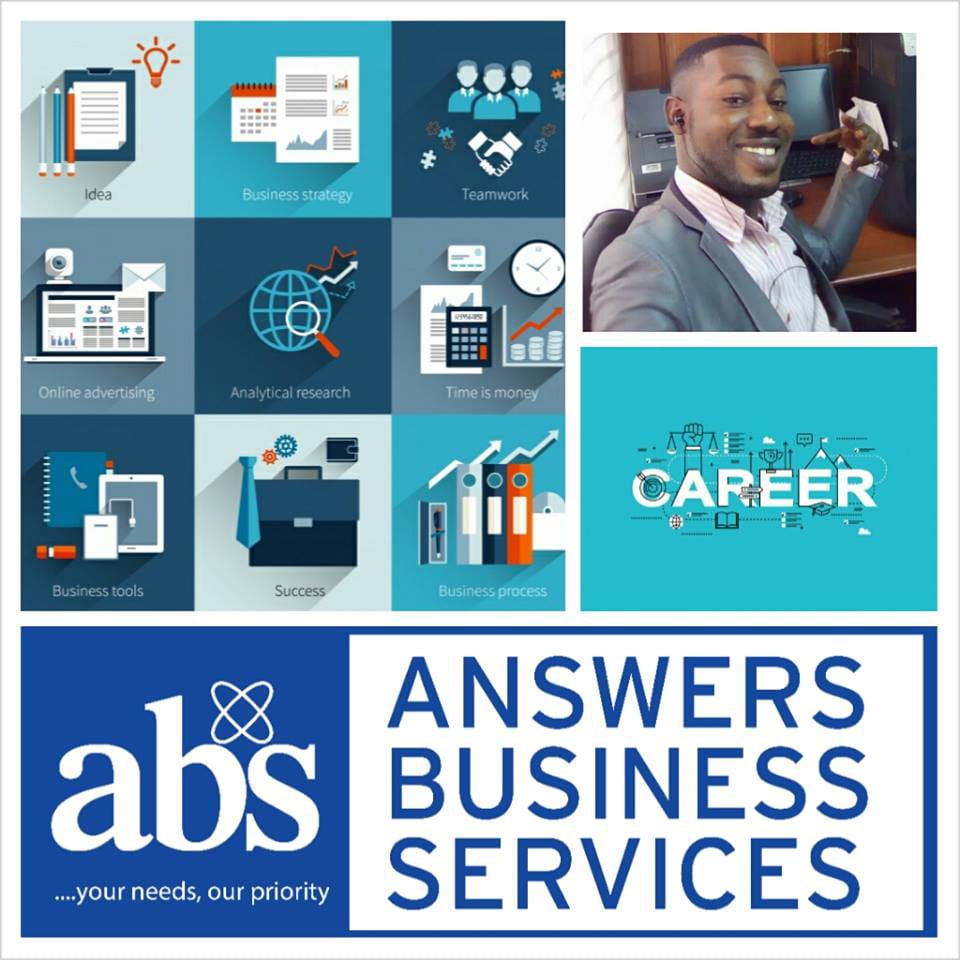 Idea
Business strategy
Teamwork
Online advertising
Analytical research
Time is money
Business tools
Success
Business process
CAREER
abs
....your needs, our priority
ANSWERS
BUSINESS
SERVICES